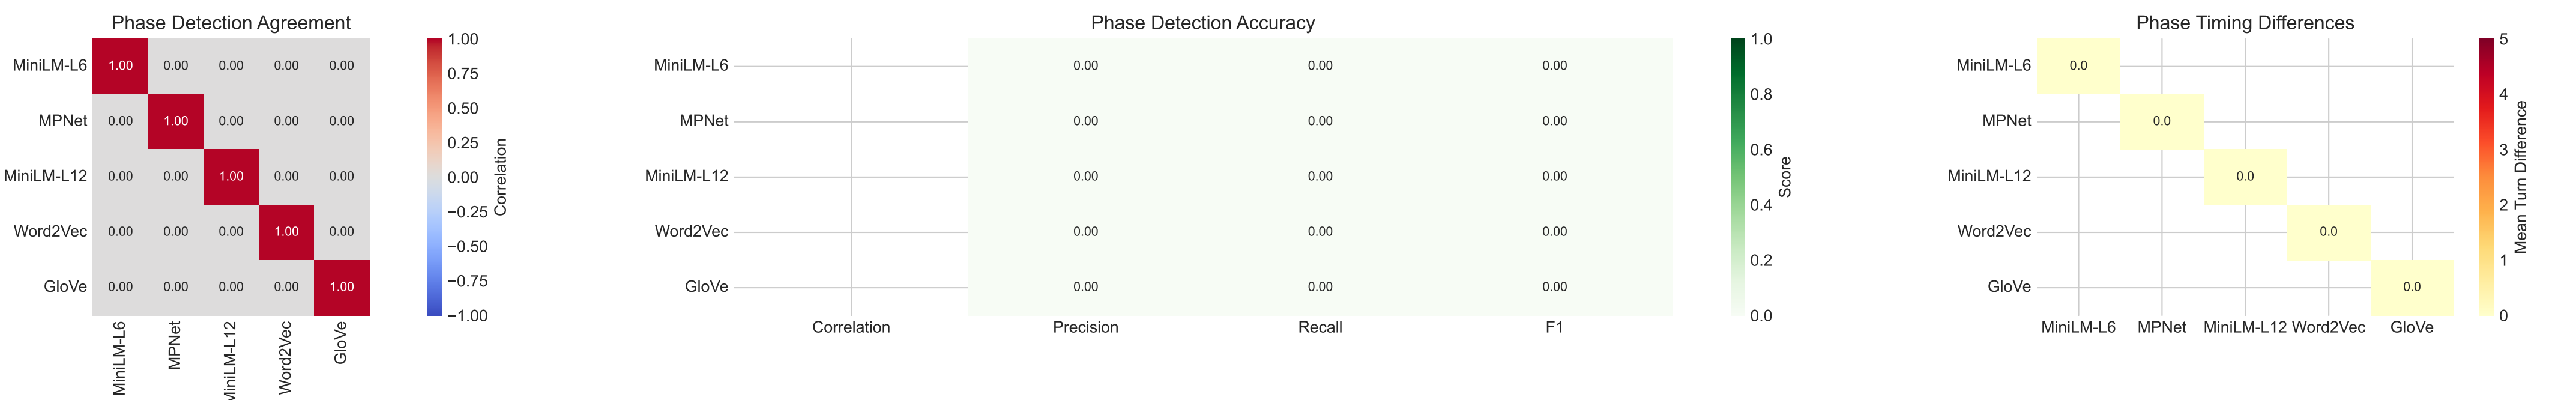 Phase Detection Agreement
MiniLM-L6
MPNet
MiniLM-L12
Word2Vec
GloVe
1.00 0.00 0.00 0.00 0.00
0.00 1.00 0.00 0.00 0.00
0.00 0.00 1.00 0.00 0.00
0.00 0.00 0.00 1.00 0.00
0.00 0.00 0.00 0.00 1.00
MiniLM-L6
MPNet
MiniLM-L12
Word2Vec
GloVe
1.00
0.75
0.50
0.25
0.00
−0.25
−0.50
−0.75
−1.00
Correlation
Phase Detection Accuracy
MiniLM-L6
MPNet
MiniLM-L12
Word2Vec
GloVe
0.00 0.00 0.00
0.00 0.00 0.00
0.00 0.00 0.00
0.00 0.00 0.00
0.00 0.00 0.00
Correlation Precision Recall F1
1.0
0.8
0.6
0.4
0.2
0.0
Score
Phase Timing Differences
MiniLM-L6
MPNet
MiniLM-L12
Word2Vec
GloVe
0.0
0.0
0.0
0.0
0.0
MiniLM-L6 MPNet MiniLM-L12 Word2Vec GloVe
5
4
3
2
1
0
Mean Turn Difference